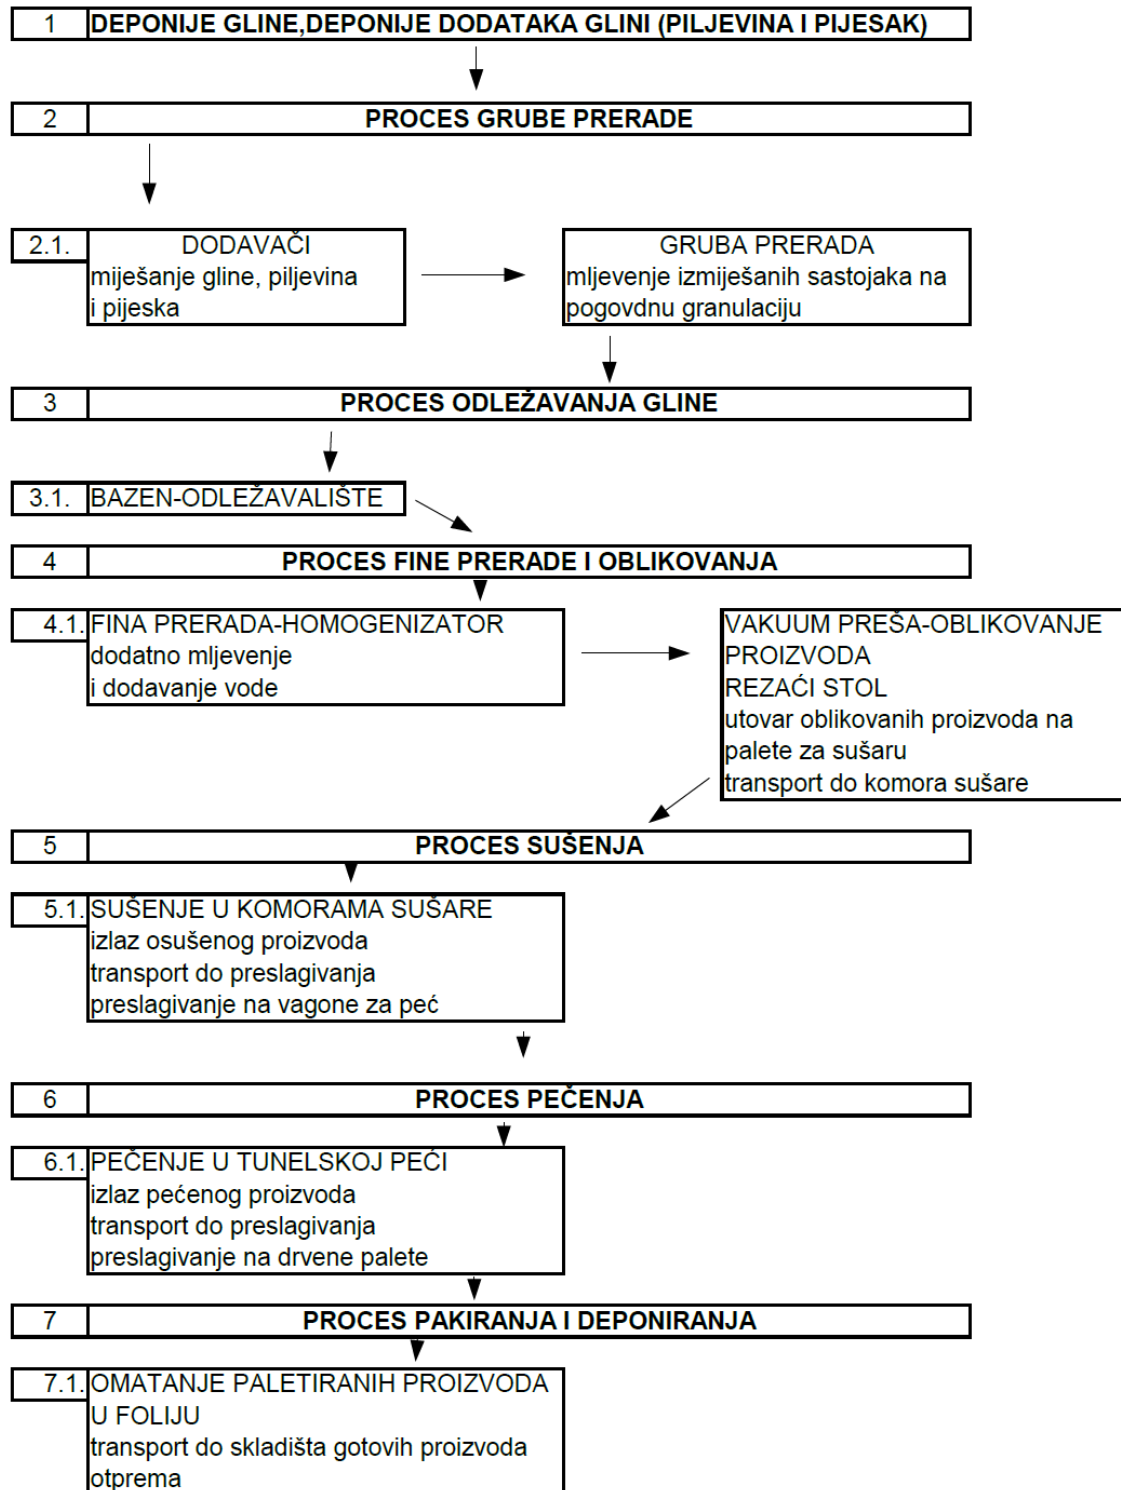 1 DEPONIJE GLINE,DEPONIJE DODATAKA GLINI (PILJEVINA I PIJESAK)
2 PROCES GRUBE PRERADE
2.1. DODAVAČI
miješanje gline, piljevina
i pijeska
GRUBA PRERADA
mljevenje izmiješanih sastojaka na
pogovdnu granulaciju
3 PROCES ODLEŽAVANJA GLINE
3.1. BAZEN-ODLEŽAVALIŠTE
4 PROCES FINE PRERADE I OBLIKOVANJA
4.1. FINA PRERADA-HOMOGENIZATOR
dodatno mljevenje
i dodavanje vode
VAKUUM PREŠA-OBLIKOVANJE
PROIZVODA
REZAĆI STOL
utovar oblikovanih proizvoda na
palete za sušaru
transport do komora sušare
5 PROCES SUŠENJA
5.1. SUŠENJE U KOMORAMA SUŠARE
izlaz osušenog proizvoda
transport do preslagivanja
preslagivanje na vagone za peć
6 PROCES PEČENJA
6.1. PEČENJE U TUNELSKOJ PEĆI
izlaz pećenog proizvoda
transport do preslagivanja
preslagivanje na drvene palete
7 PROCES PAKIRANJA I DEPONIRANJA
7.1. OMATANJE PALETIRANIH PROIZVODA
U FOLIJU
transport do skladišta gotovih proizvoda
otprema